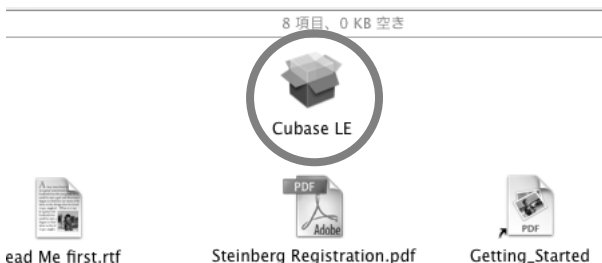 8 項目、0 KB 空き
Cubase LE
PDF
Adobe
PDF
ead Me first.rtf
Steinberg Registration.pdf
Getting_Started